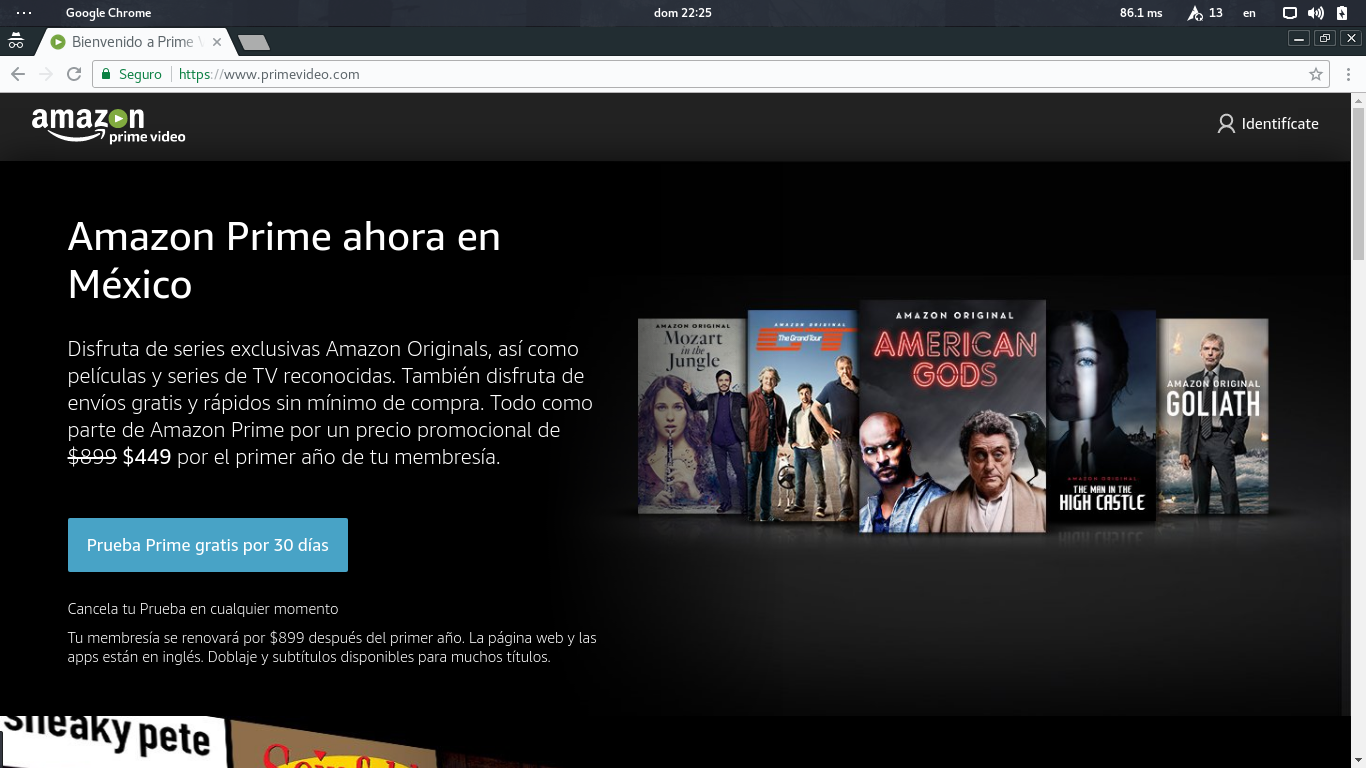 Google Chrome
dom 22:25
86.1 ms
13
en
Bienvenido a Prime V
Seguro
https://www.primevideo.com
amazon
prime video
Identifícate
Amazon Prime ahora en
México
Disfruta de series exclusivas Amazon Originals, así como
películas y series de TV reconocidas. También disfruta de
envíos gratis y rápidos sin mínimo de compra. Todo como
parte de Amazon Prime por un precio promocional de
$899 $449 por el primer año de tu membresía.
Prueba Prime gratis por 30 días
Cancela tu Prueba en cualquier momento
Tu membresía se renovará por $899 después del primer año. La página web y las
apps están en inglés. Doblaje y subtítulos disponibles para muchos títulos.
AMAZON ORIGINAL
Mozart
in the
Jungle
AMAZON ORIGINAL
The Grand Tour
AMAZON ORIGINAL
AMERICAN
GODS
AMAZON ORIGINAL
THE MAN IN THE
HIGH CASTLE
AMAZON ORIGINAL
GOLIATH
sneaky pete